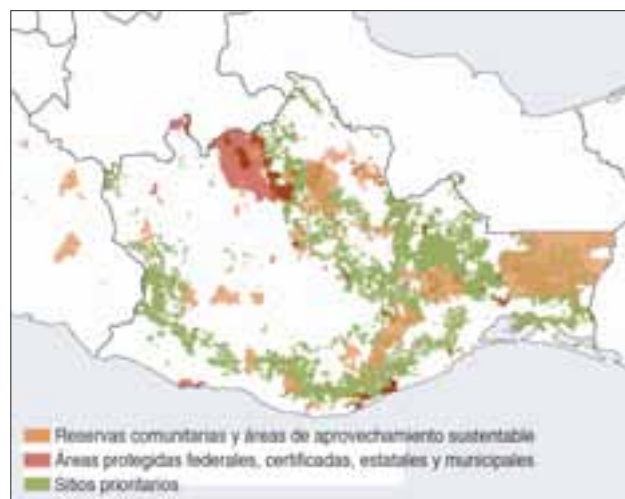 Reservas comunitarias y áreas de aprovechamiento sustentable
Áreas protegidas federales, certificadas, estatales y municipales
Sitios prioritarios